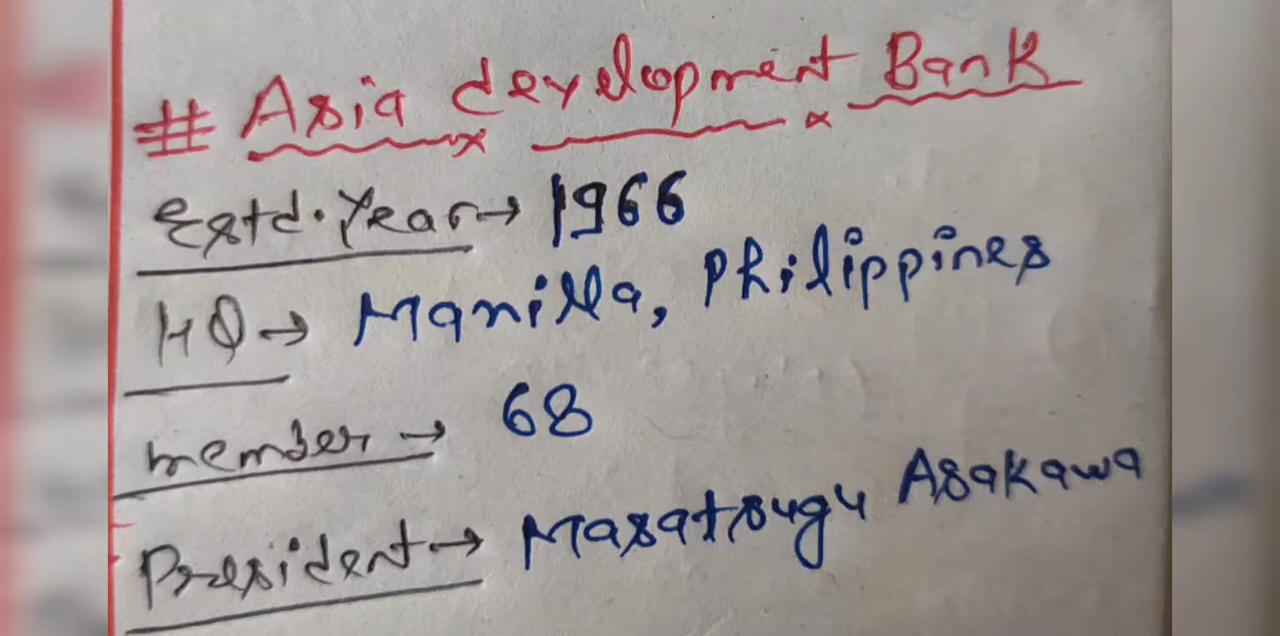 # Asia development Bank
Estd. Year → 1966
HQ → Manilla, Philippines
member → 68
President → Masatsugu Asakawa